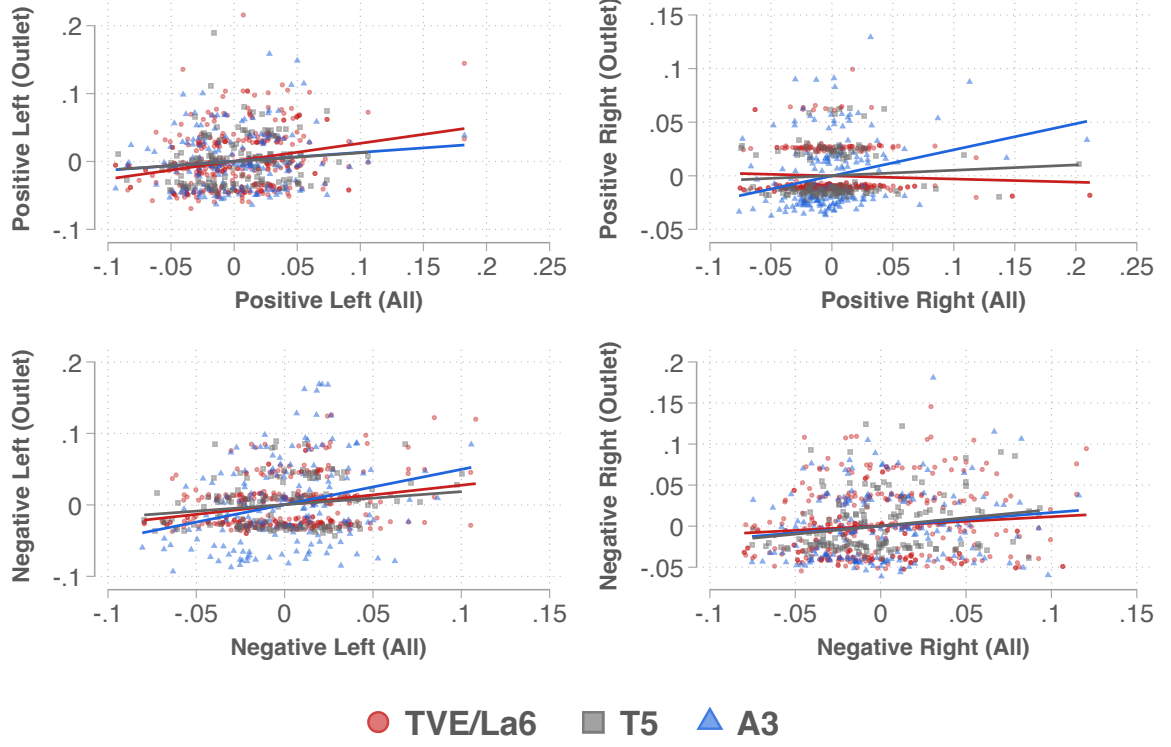 Positive Left (Outlet)
.2
.1
0
-.1
-.1 -.05 0 .05 .1 .15 .2 .25
Positive Left (All)
Positive Right (Outlet)
.15
.1
.05
0
-.05
-.1 -.05 0 .05 .1 .15 .2 .25
Positive Right (All)
Negative Left (Outlet)
.2
.1
0
-.1
-.1 -.05 0 .05 .1 .15
Negative Left (All)
Negative Right (Outlet)
.2
.15
.1
.05
0
-.05
-.1 -.05 0 .05 .1 .15
Negative Right (All)
TVE/La6 T5 A3